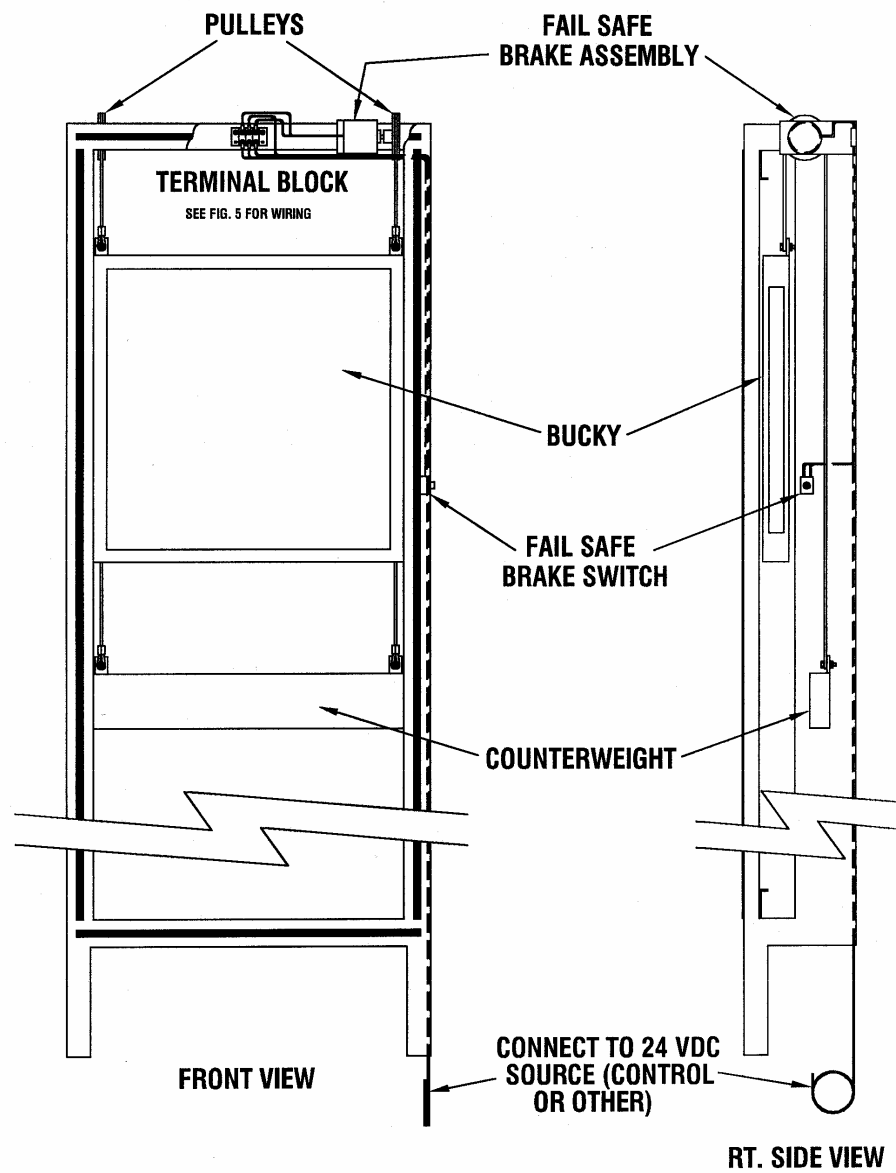 PULLEYS
FAIL SAFE
BRAKE ASSEMBLY
TERMINAL BLOCK
SEE FIG. 5 FOR WIRING
BUCKY
FAIL SAFE
BRAKE SWITCH
COUNTERWEIGHT
CONNECT TO 24 VDC
SOURCE (CONTROL
OR OTHER)
FRONT VIEW
RT. SIDE VIEW